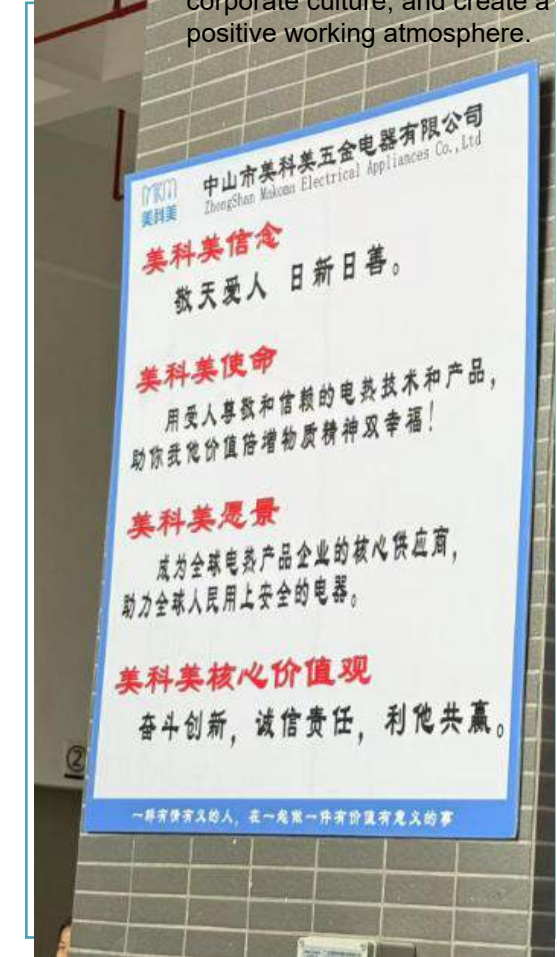 corporate culture, and create a
positive working atmosphere.
MKM
美科美
中山市美科美五金电器有限公司
ZhongShan Makoma Electrical Appliances Co.,Ltd
美科美信念
敬天爱人 日新日善。
美科美使命
用受人尊敬和信赖的电热技术和产品，
助你我他价值倍增物质精神双幸福！
美科美愿景
成为全球电热产品企业的核心供应商，
助力全球人民用上安全的电器。
美科美核心价值观
奋斗创新，诚信责任，利他共赢。
②
一群有情有义的人，在一起做一件有价值有意义的事